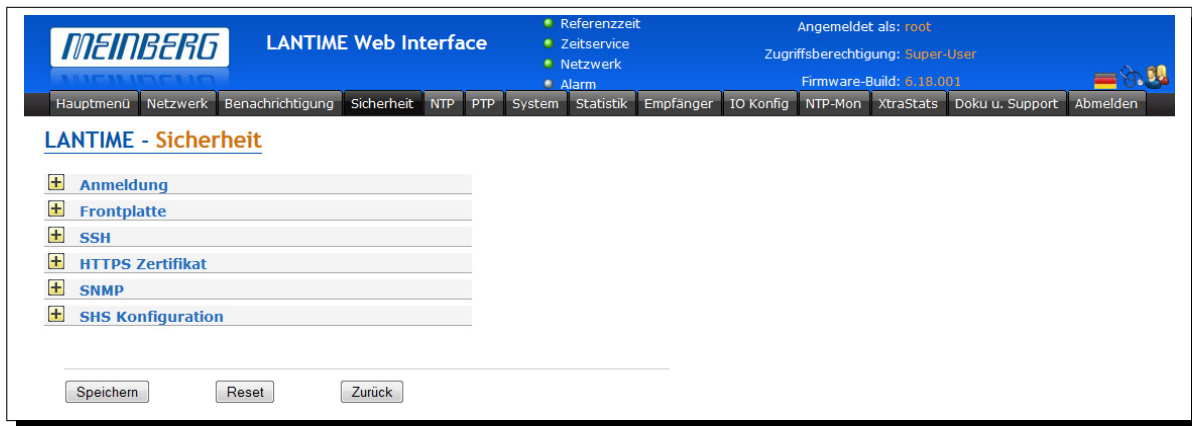 MEINBERG
LANTIME Web Interface
Referenzzeit
Zeitservice
Netzwerk
Alarm
Angemeldet als: root
Zugriffsberechtigung: Super-User
Firmware-Build: 6.18.001
Hauptmenü Netzwerk Benachrichtigung Sicherheit NTP PTP System Statistik Empfänger IO Konfig NTP-Mon XtraStats Doku u. Support Abmelden
LANTIME - Sicherheit
Anmeldung
Frontplatte
SSH
HTTPS Zertifikat
SNMP
SHS Konfiguration
Speichern Reset Zurück